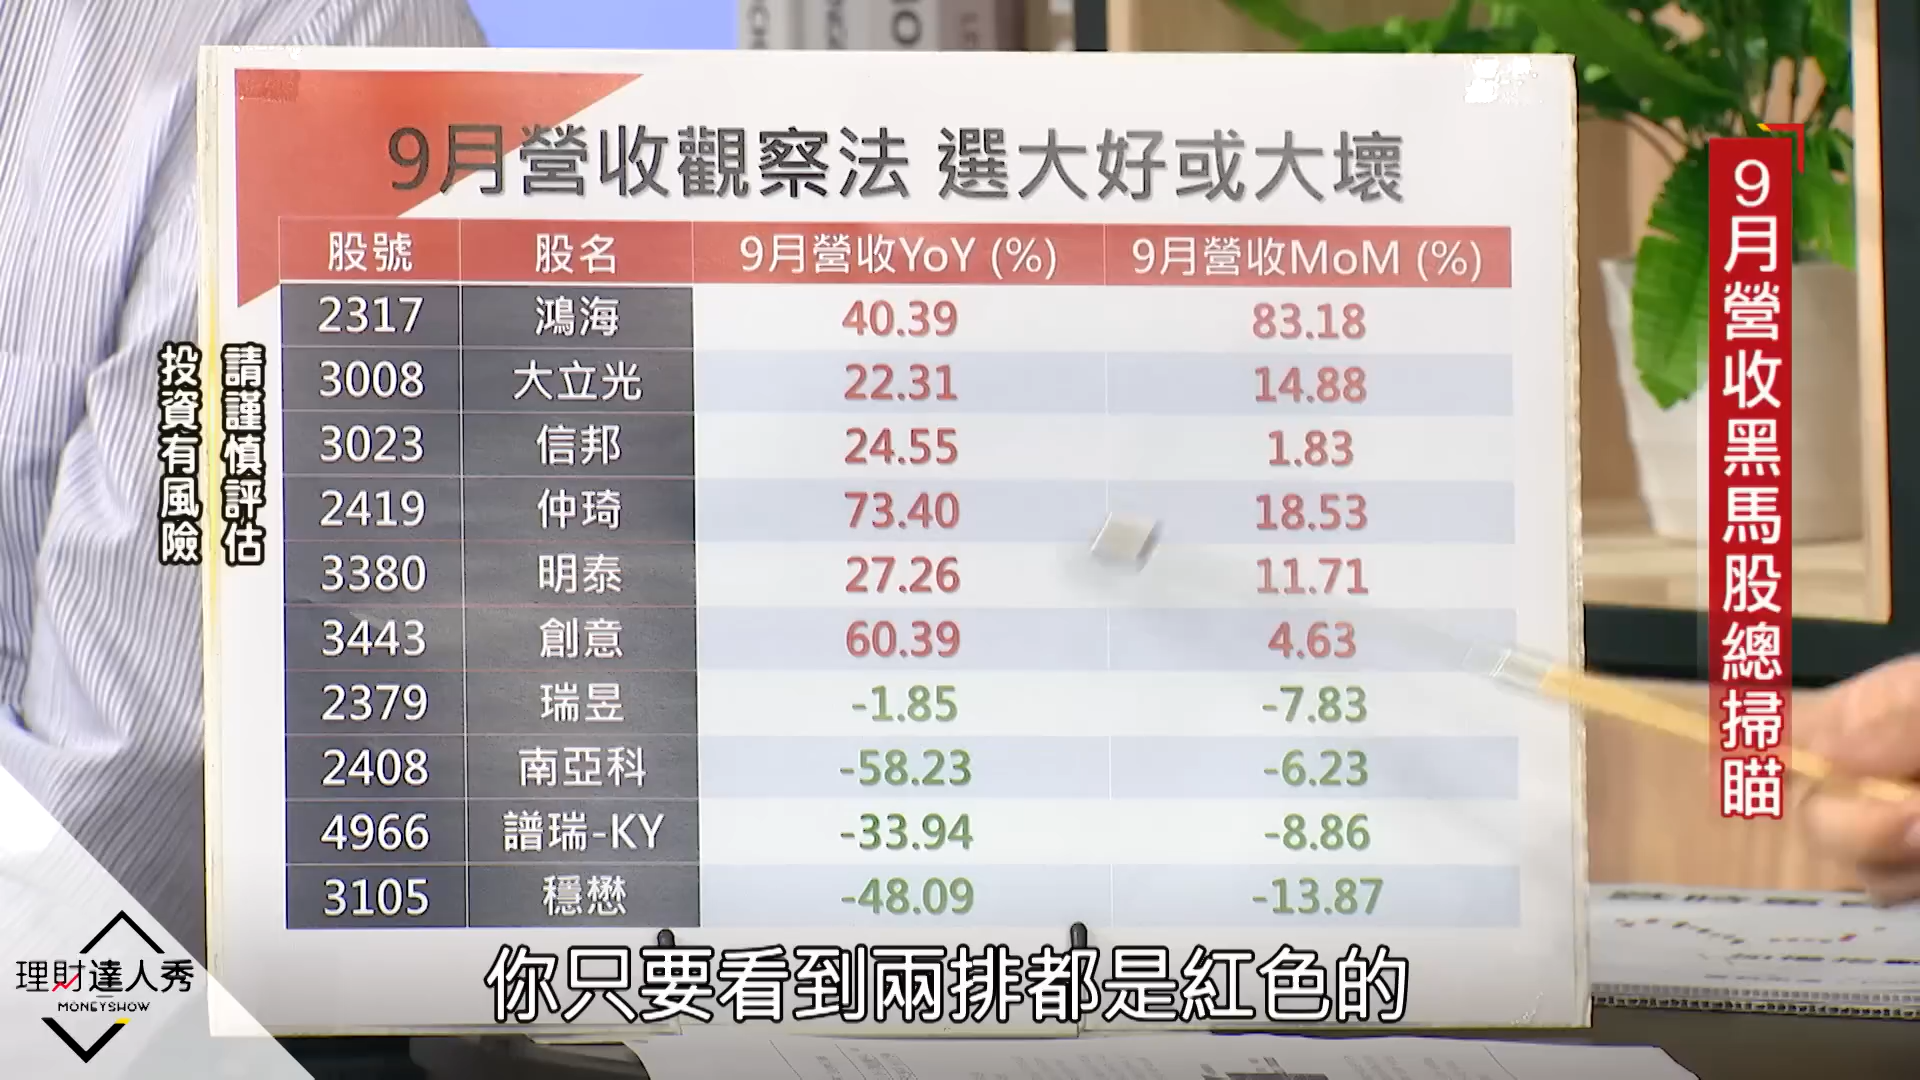 9月營收觀察法 選大好或大壞
股號 股名 9月營收YoY (%) 9月營收MoM (%)
2317 鴻海 40.39 83.18
3008 大立光 22.31 14.88
3023 信邦 24.55 1.83
2419 仲琦 73.40 18.53
3380 明泰 27.26 11.71
3443 創意 60.39 4.63
2379 瑞昱 -1.85 -7.83
2408 南亞科 -58.23 -6.23
4966 譜瑞-KY -33.94 -8.86
3105 穩懋 -48.09 -13.87
請謹慎評估
投資有風險
9月營收黑馬股總掃瞄
理財達人秀
MONEYSHOW
你只要看到兩排都是紅色的